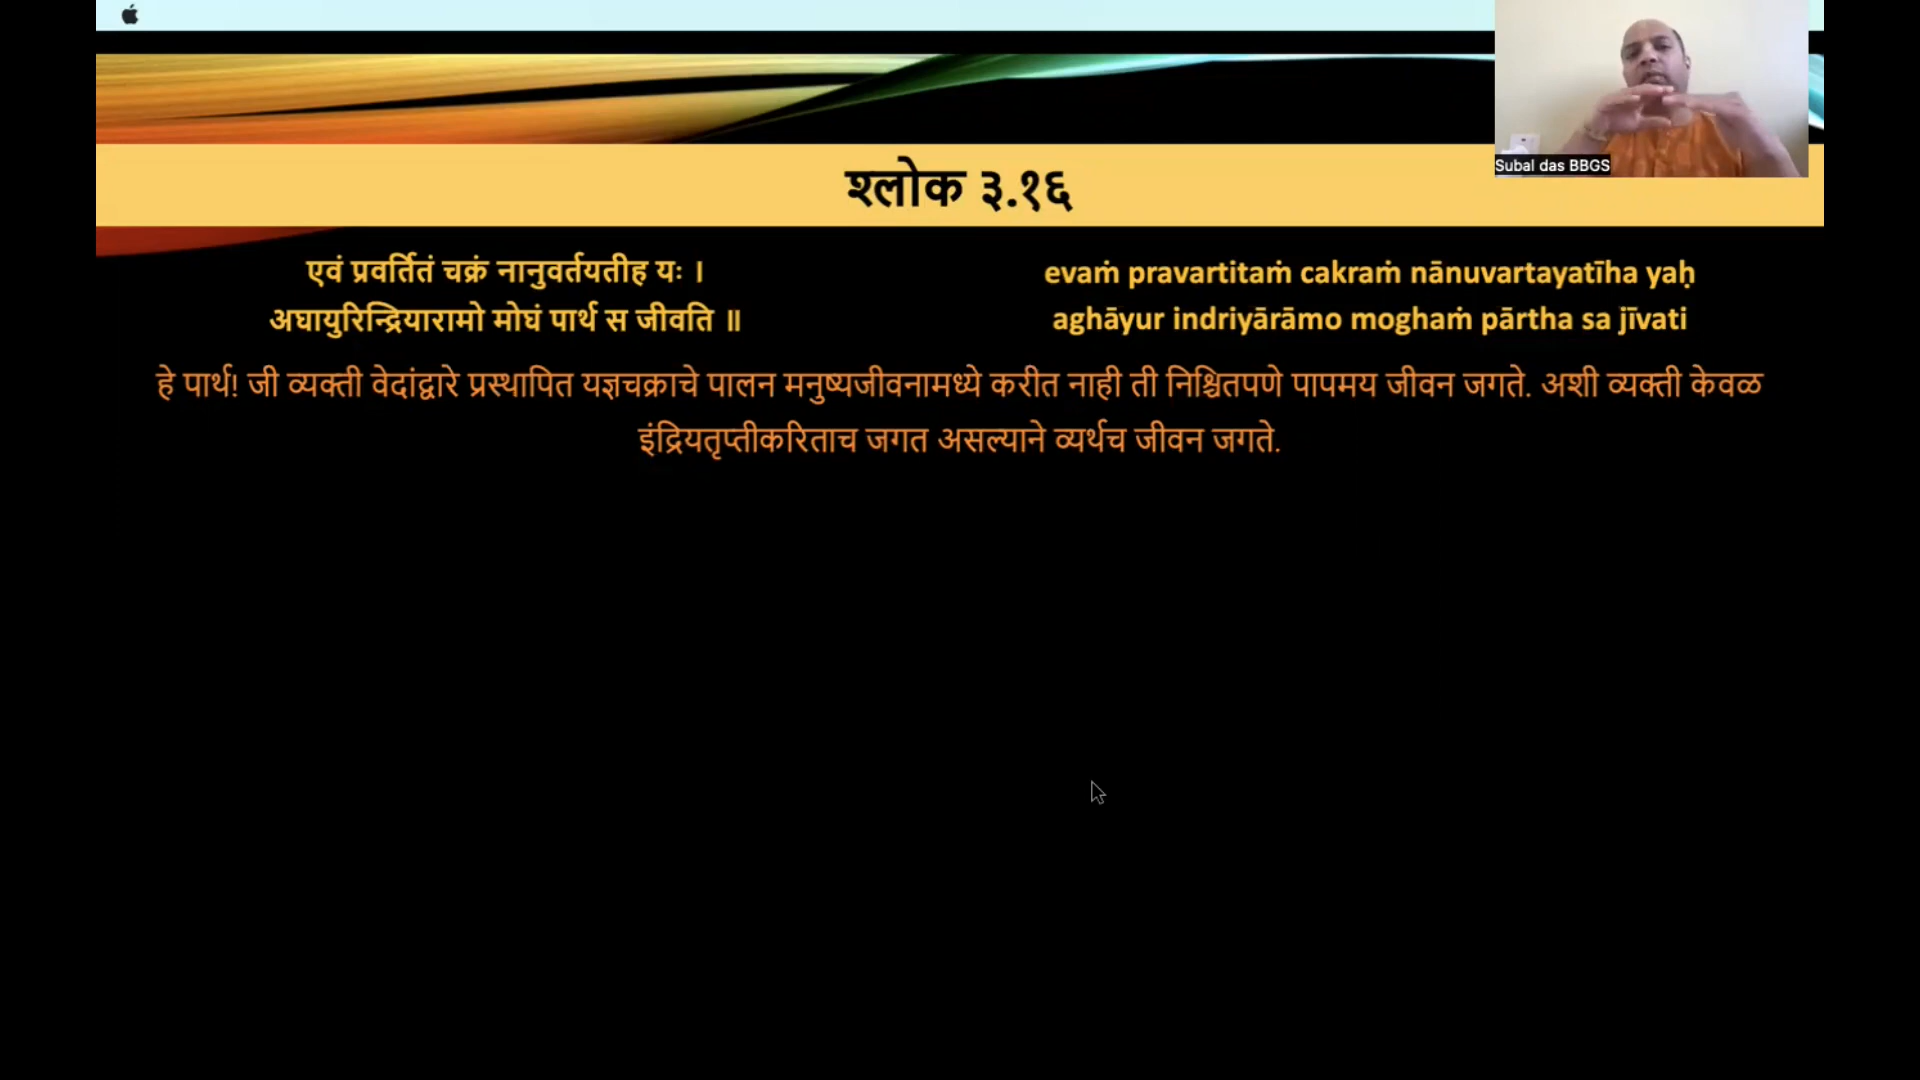 श्लोक ३.१६
एवं प्रवर्तितं चक्रं नानुवर्तयतीह यः ।
अघायुरिन्द्रियारामो मोघं पार्थ स जीवति ॥
evaṁ pravartitaṁ cakraṁ nānuvartayatīha yaḥ
aghāyur indriyārāmo moghaṁ pārtha sa jīvati
हे पार्थ! जी व्यक्ती वेदांद्वारे प्रस्थापित यज्ञचक्राचे पालन मनुष्यजीवनामध्ये करीत नाही ती निश्चितपणे पापमय जीवन जगते. अशी व्यक्ती केवळ
इंद्रियतृप्तीकरिताच जगत असल्याने व्यर्थच जीवन जगते.
Subal das BBGS